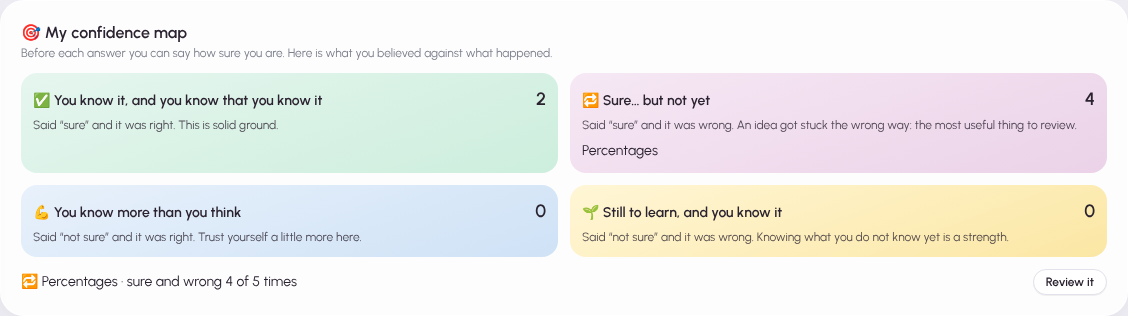 🎯 My confidence map
Before each answer you can say how sure you are. Here is what you believed against what happened.
✅ You know it, and you know that you know it 2
Said “sure” and it was right. This is solid ground.
🔁 Sure... but not yet 4
Said “sure” and it was wrong. An idea got stuck the wrong way: the most useful thing to review.
Percentages
💪 You know more than you think 0
Said “not sure” and it was right. Trust yourself a little more here.
🌱 Still to learn, and you know it 0
Said “not sure” and it was wrong. Knowing what you do not know yet is a strength.
🔁 Percentages · sure and wrong 4 of 5 times
Review it